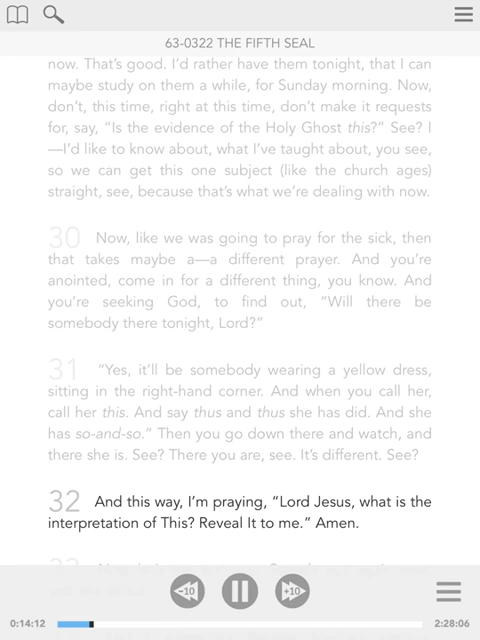 63-0322 THE FIFTH SEAL
now. That's good. I'd rather have them tonight, that I can
maybe study on them a while, for Sunday morning. Now,
don't, this time, right at this time, don't make it requests
for, say, “Is the evidence of the Holy Ghost this?” See? I
—I'd like to know about, what I've taught about, you see,
so we can get this one subject (like the church ages)
straight, see, because that's what we're dealing with now.
30 Now, like we was going to pray for the sick, then
that takes maybe a—a different prayer. And you're
anointed, come in for a different thing, you know. And
you're seeking God, to find out, “Will there be
somebody there tonight, Lord?”
31 “Yes, it'll be somebody wearing a yellow dress,
sitting in the right-hand corner. And when you call her,
call her this. And say thus and thus she has did. And she
has so-and-so.” Then you go down there and watch, and
there she is. See? There you are, see. It's different. See?
32 And this way, I'm praying, “Lord Jesus, what is the
interpretation of This? Reveal It to me.” Amen.
33
-10 +10
0:14:12 2:28:06